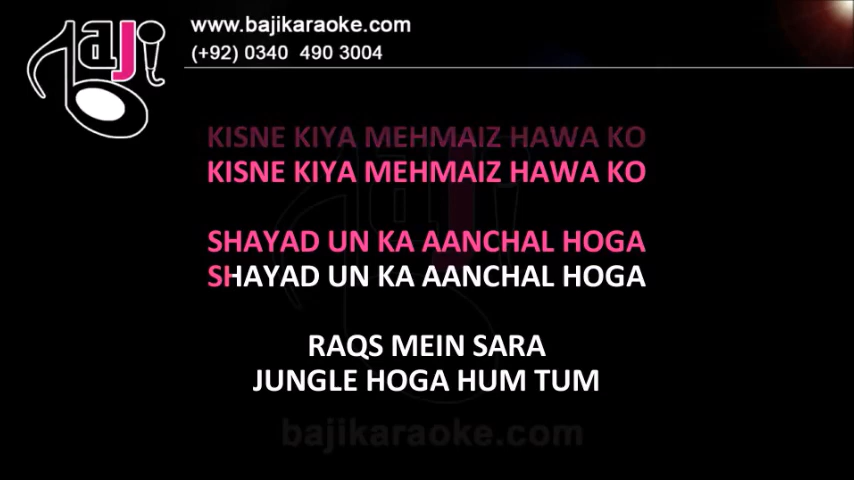 www.bajikaraoke.com
(+92) 0340 490 3004
baji
KISNE KIYA MEHMAIZ HAWA KO
KISNE KIYA MEHMAIZ HAWA KO
SHAYAD UN KA AANCHAL HOGA
SHAYAD UN KA AANCHAL HOGA
RAQS MEIN SARA
JUNGLE HOGA HUM TUM
bajikaraoke.com